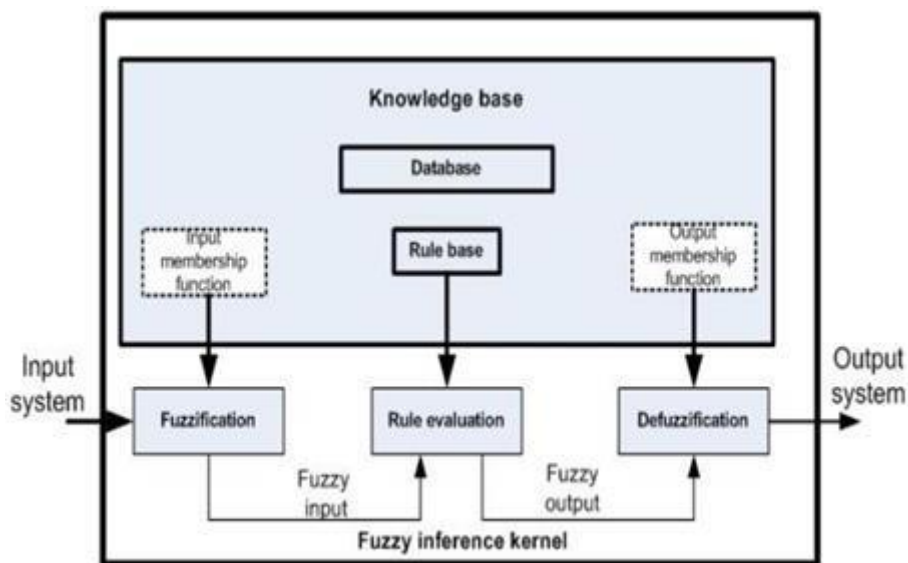 Knowledge base
Database
Input
membership
function
Rule base
Output
membership
function
Input
system
Output
system
Fuzzification
Rule evaluation
Defuzzification
Fuzzy
input
Fuzzy
output
Fuzzy inference kernel